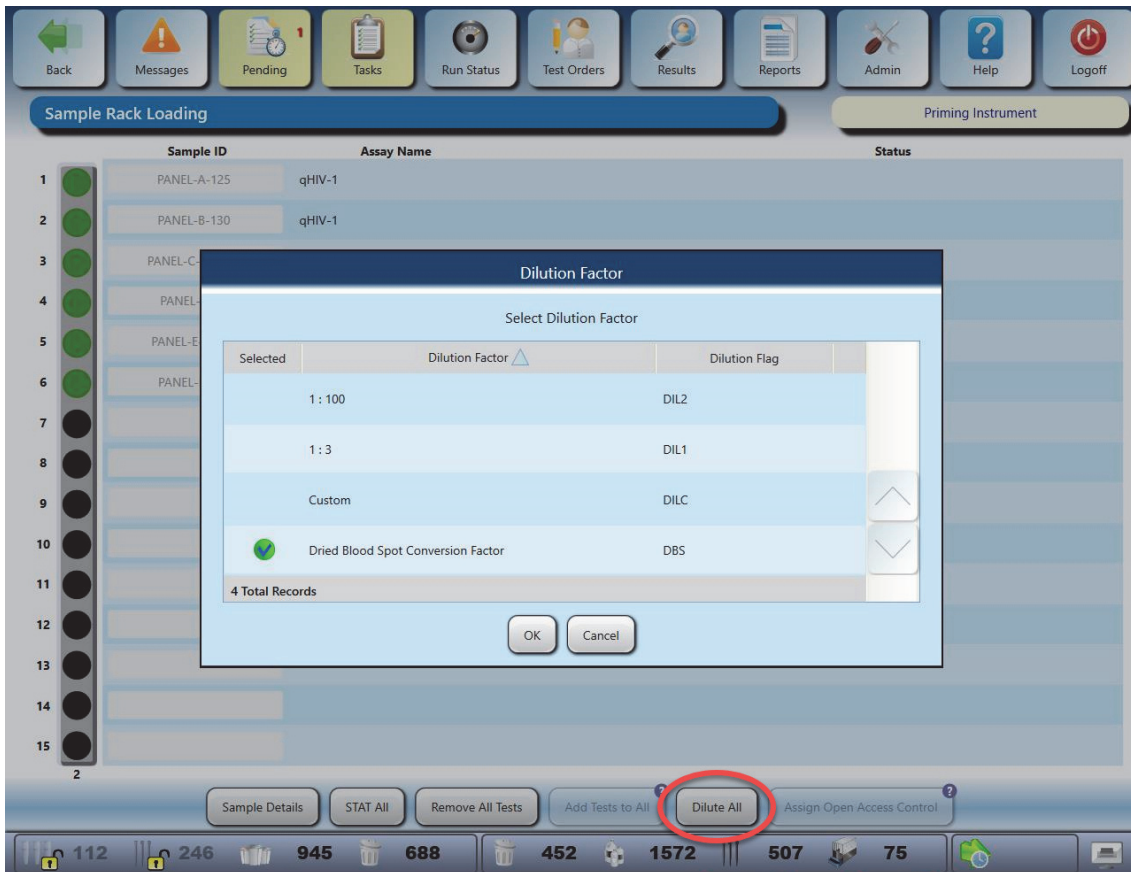 Back Messages Pending 1 Tasks Run Status Test Orders Results Reports Admin Help Logoff
Sample Rack Loading Priming Instrument
Sample ID Assay Name Status
1 PANEL-A-125 qHIV-1
2 PANEL-B-130 qHIV-1
3 PANEL-C-
Dilution Factor
4 PANEL-
Select Dilution Factor
5 PANEL-E
Selected Dilution Factor Dilution Flag
6 PANEL-
1 : 100 DIL2
7
1 : 3 DIL1
8
9 Custom DILC
10 Dried Blood Spot Conversion Factor DBS
11 4 Total Records
12 OK Cancel
13
14
15
2
Sample Details STAT All Remove All Tests Add Tests to All ? Dilute All Assign Open Access Control ?
112 246 945 688 452 1572 507 75